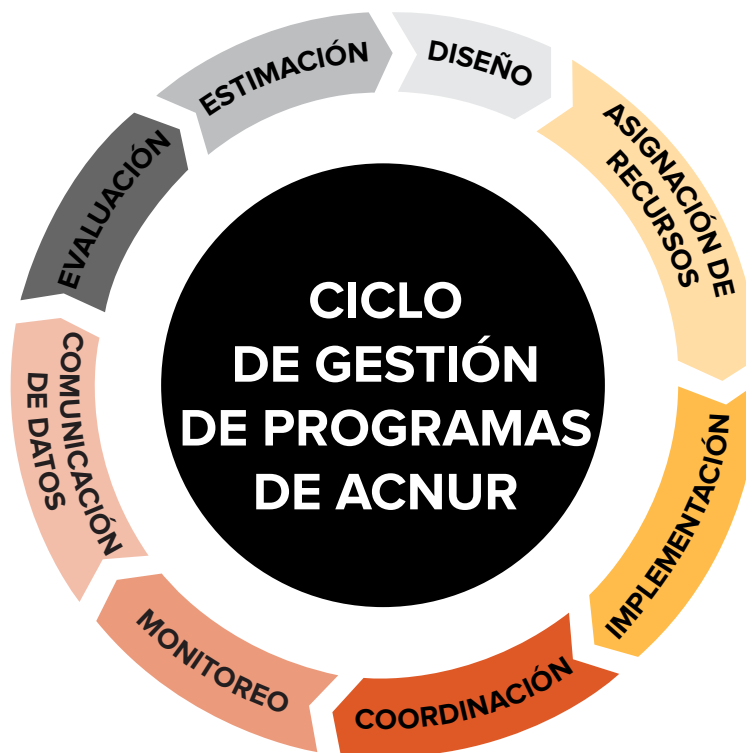 CICLO
DE GESTIÓN
DE PROGRAMAS
DE ACNUR
ESTIMACIÓN
DISEÑO
ASIGNACIÓN DE
RECURSOS
IMPLEMENTACIÓN
COORDINACIÓN
MONITOREO
COMUNICACIÓN
DE DATOS
EVALUACIÓN